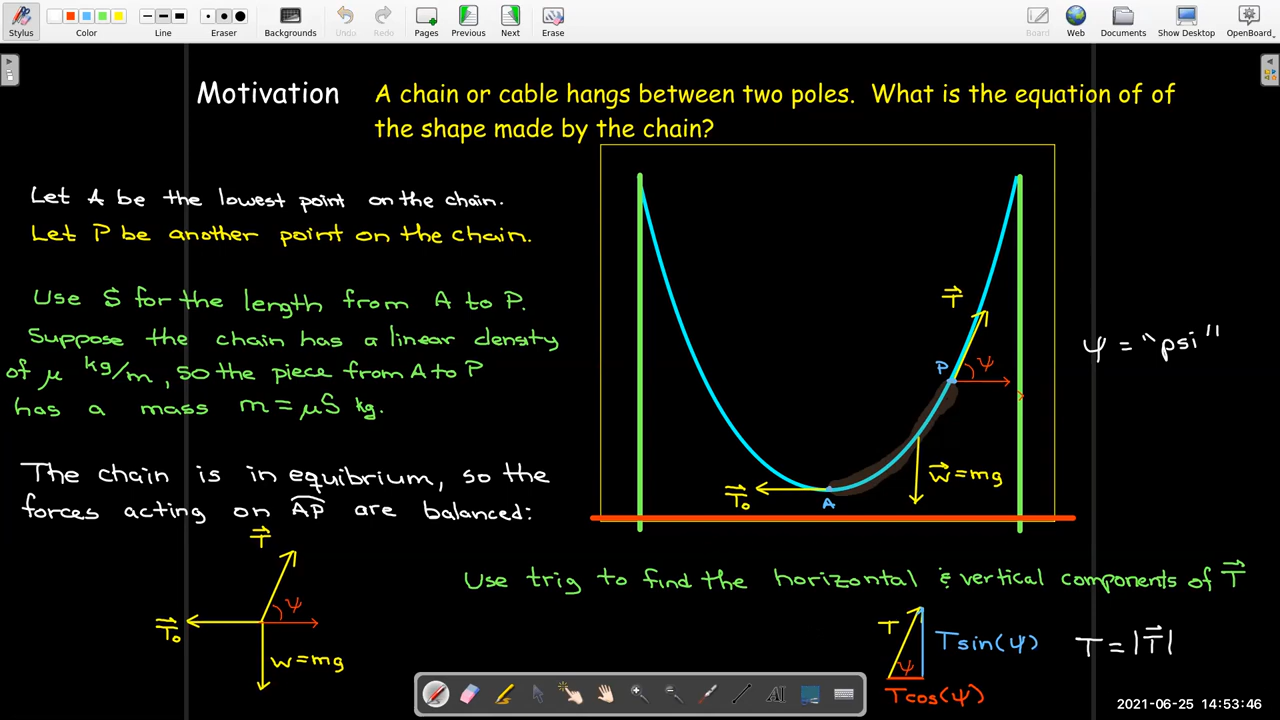 Stylus
Color
Line
Eraser
Backgrounds
Undo
Redo
Pages
Previous
Next
Erase
Board
Web
Documents
Show Desktop
OpenBoard
Motivation
A chain or cable hangs between two poles. What is the equation of of
the shape made by the chain?
Let A be the lowest point on the chain.
Let P be another point on the chain.
Use S for the length from A to P.
Suppose the chain has a linear density
of μ kg/m, so the piece from A to P
has a mass m = μS kg.
The chain is in equibrium, so the
forces acting on A͡P are balanced:
T⃗
ψ
T⃗₀
w = mg
T⃗
P
ψ
w⃗ = mg
T⃗₀
A
ψ = "psi"
Use trig to find the horizontal & vertical components of T⃗
T
ψ
T sin(ψ)
T cos(ψ)
T = |T⃗|
AI
2021-06-25 14:53:46